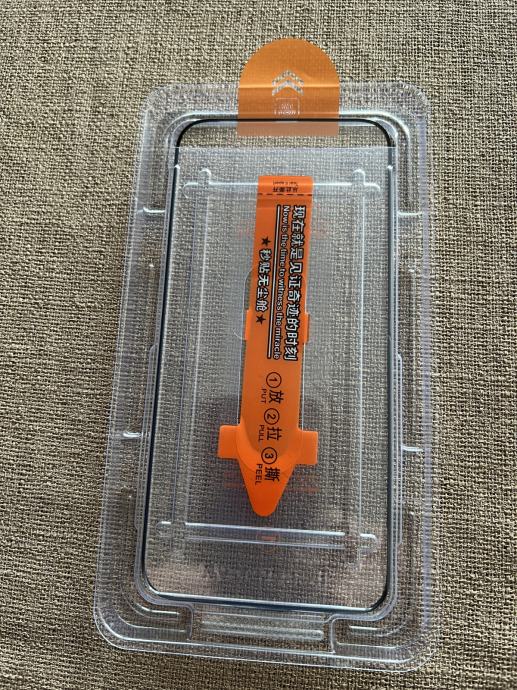 现在就是见证奇迹的时刻
Now is the time to witness the miracle
★秒贴无尘舱★
①放 ②拉 ③撕
PUT PULL PEEL